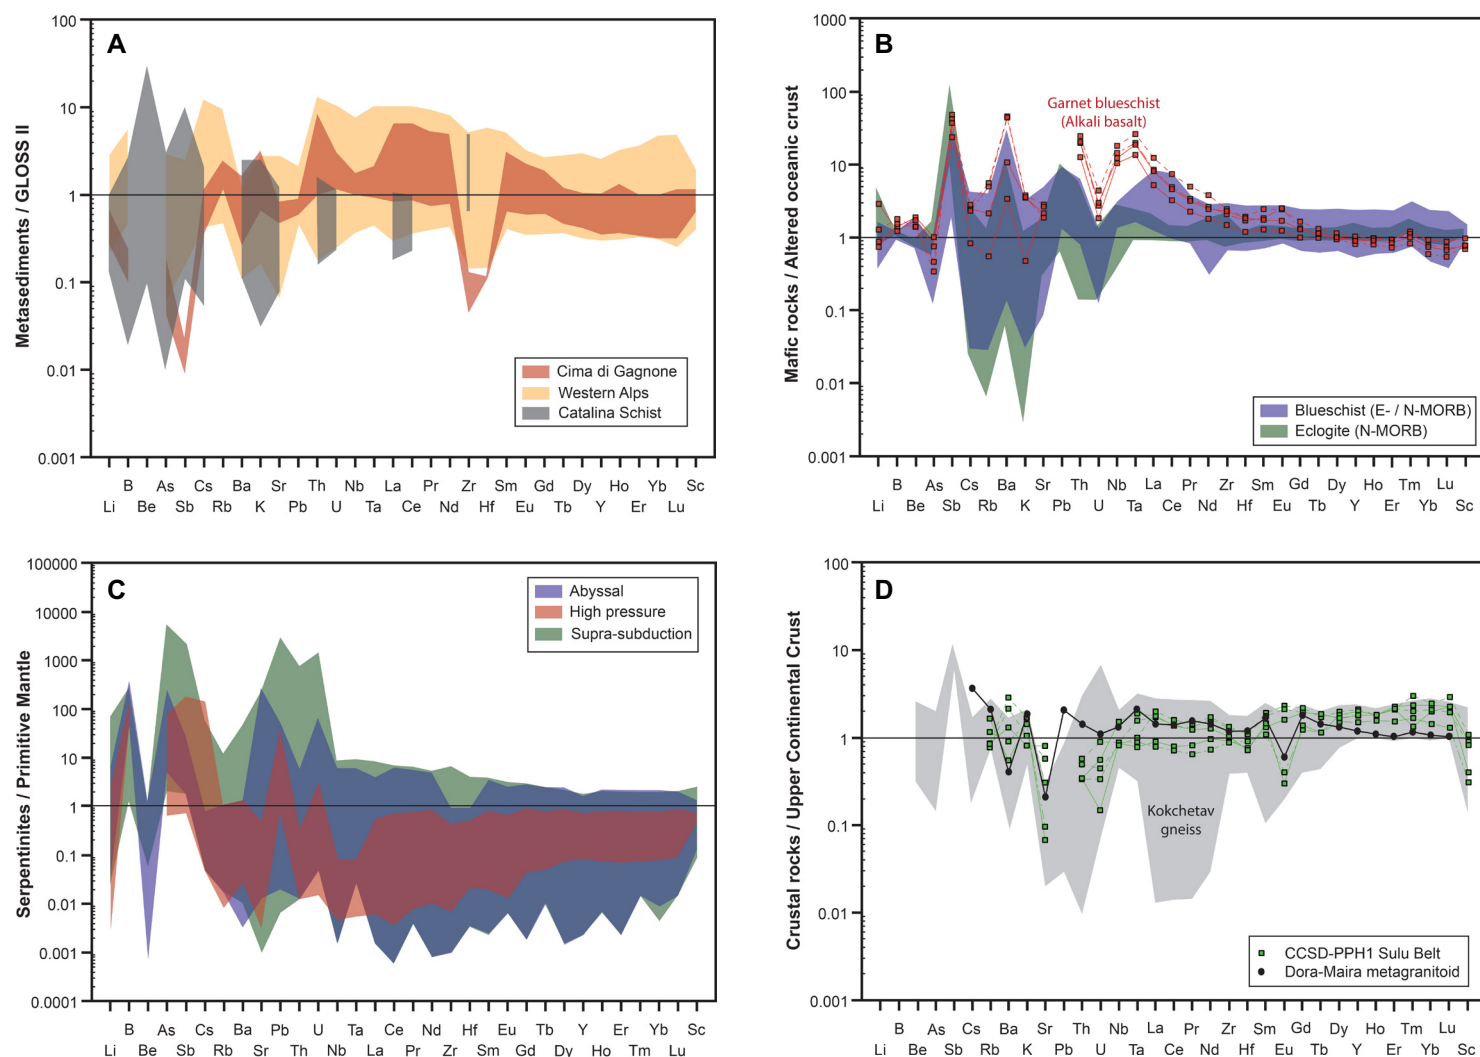 A
Metasediments / GLOSS II
100
10
1
0.1
0.01
0.001
Cima di Gagnone
Western Alps
Catalina Schist
B As Cs Ba Sr Th Nb La Pr Zr Sm Gd Dy Ho Yb Sc
Li Be Sb Rb K Pb U Ta Ce Nd Hf Eu Tb Y Er Lu
B
Mafic rocks / Altered oceanic crust
1000
100
10
1
0.1
0.01
0.001
Garnet blueschist
(Alkali basalt)
Blueschist (E- / N-MORB)
Eclogite (N-MORB)
B As Cs Ba Sr Th Nb La Pr Zr Sm Gd Dy Ho Tm Lu
Li Be Sb Rb K Pb U Ta Ce Nd Hf Eu Tb Y Er Yb Sc
C
Serpentinites / Primitive Mantle
100000
10000
1000
100
10
1
0.1
0.01
0.001
0.0001
Abyssal
High pressure
Supra-subduction
B As Cs Ba Pb U Ta Ce Nd Hf Eu Tb Y Er Yb Sc
Li Be Sb Rb Sr Th Nb La Pr Zr Sm Gd Dy Ho Tm Lu
D
Crustal rocks / Upper Continental Crust
100
10
1
0.1
0.01
0.001
Kokchetav
gneiss
CCSD-PPH1 Sulu Belt
Dora-Maira metagranitoid
B As Cs Ba Sr Th Nb La Pr Zr Sm Gd Dy Ho Tm Lu
Li Be Sb Rb K Pb U Ta Ce Nd Hf Eu Tb Y Er Yb Sc